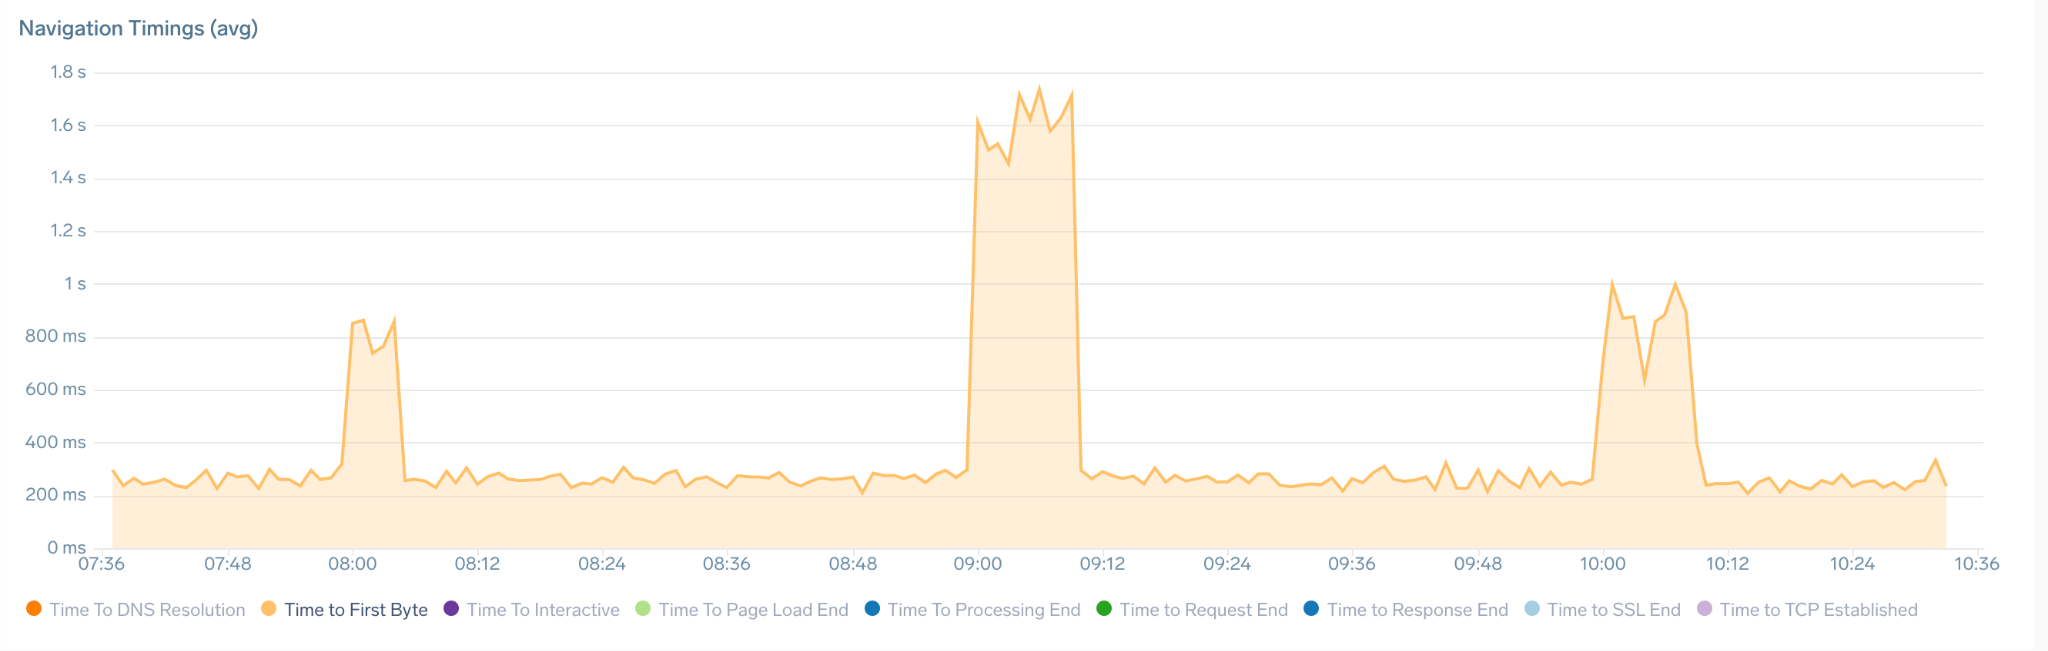 Navigation Timings (avg)
1.8 s
1.6 s
1.4 s
1.2 s
1 s
800 ms
600 ms
400 ms
200 ms
0 ms
07:36 07:48 08:00 08:12 08:24 08:36 08:48 09:00 09:12 09:24 09:36 09:48 10:00 10:12 10:24 10:36
Time To DNS Resolution Time to First Byte Time To Interactive Time To Page Load End Time To Processing End Time to Request End Time to Response End Time to SSL End Time to TCP Established